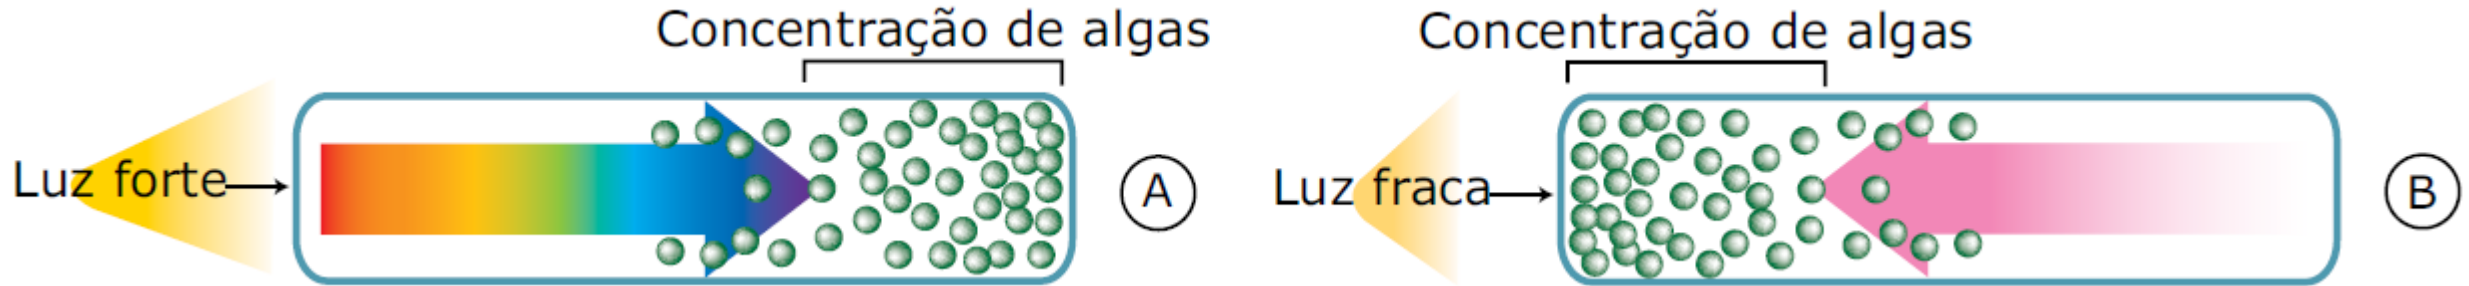 Concentração de algas
Luz forte
A
Concentração de algas
Luz fraca
B